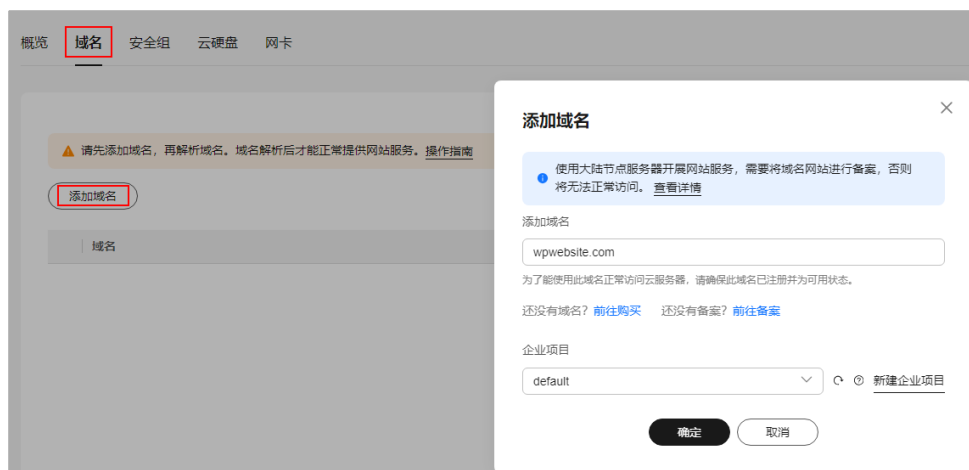 概览 域名 安全组 云硬盘 网卡
请先添加域名，再解析域名。域名解析后才能正常提供网站服务。操作指南
添加域名
域名
添加域名
使用大陆节点服务器开展网站服务，需要将域名网站进行备案，否则
将无法正常访问。 查看详情
添加域名
wpwebsite.com
为了能使用此域名正常访问云服务器，请确保此域名已注册并为可用状态。
还没有域名？前往购买 还没有备案？前往备案
企业项目
default 新建企业项目
确定 取消